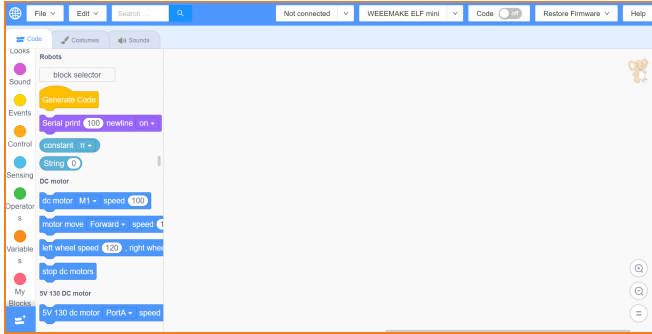 File Edit Search ... Not connected WEEEMAKE ELF mini Code off Restore Firmware Help
Code Costumes Sounds
Looks
Sound
Events
Control
Sensing
Operators
Variables
My Blocks
Robots
block selector
Generate Code
Serial print 100 newline on
constant π
String 0
DC motor
dc motor M1 speed 100
motor move Forward speed
left wheel speed 120 , right whee
stop dc motors
5V 130 DC motor
5V 130 dc motor PortA speed